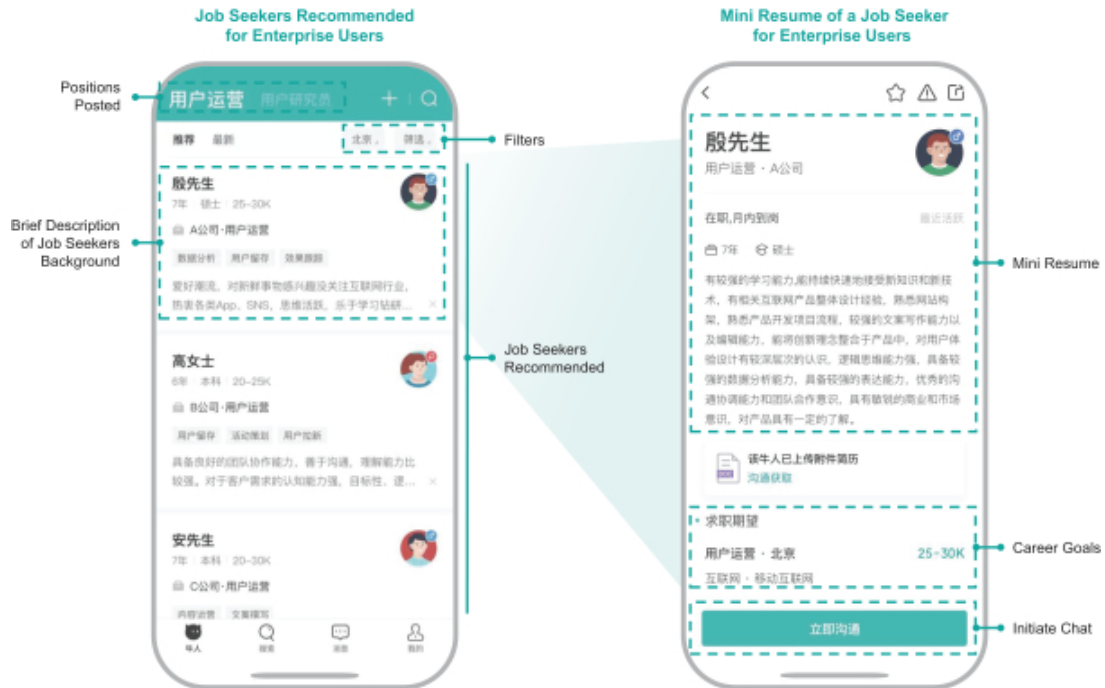 Job Seekers Recommended
for Enterprise Users
Positions
Posted
用户运营 用户研究员
推荐 最新 北京 筛选
Filters
殷先生
7年 硕士 25-30K
A公司·用户运营
数据分析 用户留存 效果跟踪
爱好潮流，对新鲜事物感兴趣没关注互联网行业，
热衷各类App、SNS，思维活跃，乐于学习钻研...
Brief Description
of Job Seekers
Background
高女士
6年 本科 20-25K
B公司·用户运营
用户留存 活动策划 用户拉新
具备良好的团队协作能力，善于沟通，理解能力比
较强。对于客户需求的认知能力强，目标性、逻...
Job Seekers
Recommended
安先生
7年 本科 20-30K
C公司·用户运营
内容运营 文案撰写
牛人 搜索 消息 我的
Mini Resume of a Job Seeker
for Enterprise Users
殷先生
用户运营·A公司
在职,月内到岗 最近活跃
7年 硕士
有较强的学习能力,能持续快速地接受新知识和新技
术，有相关互联网产品整体设计经验，熟悉网站构
架，熟悉产品开发项目流程，较强的文案写作能力以
及编辑能力，能将创新理念整合于产品中，对用户体
验设计有较深层次的认识，逻辑思维能力强，具备较
强的数据分析能力，具备较强的表达能力，优秀的沟
通协调能力和团队合作意识，具有敏锐的商业和市场
意识，对产品具有一定的了解。
Mini Resume
该牛人已上传附件简历
沟通获取
求职期望
用户运营·北京 25-30K
互联网·移动互联网
Career Goals
立即沟通
Initiate Chat